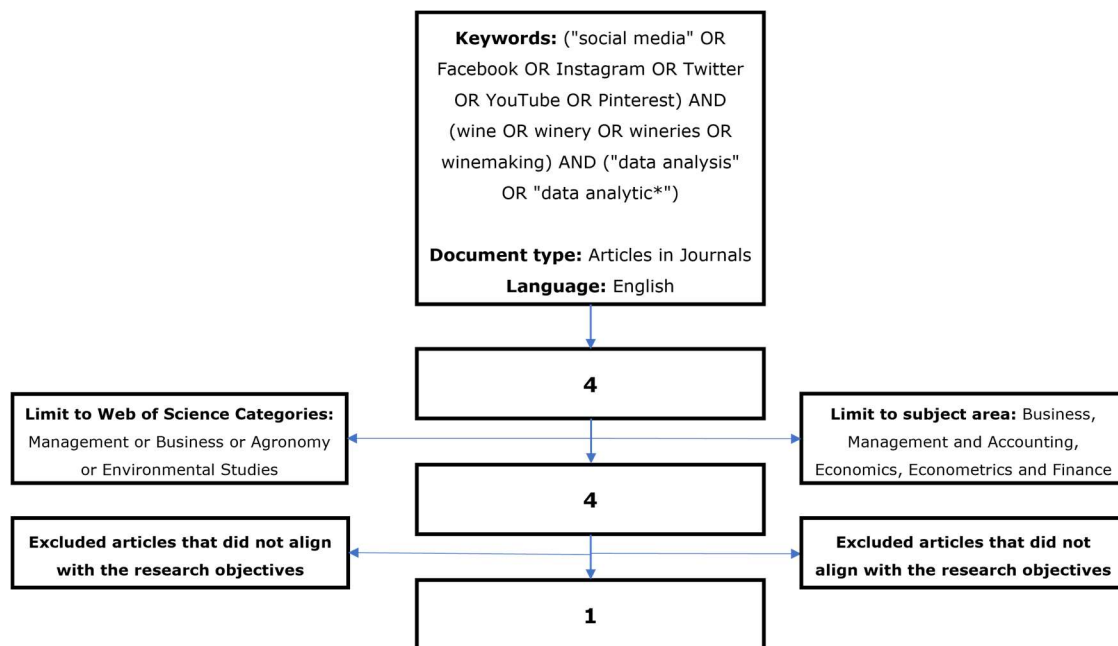 Keywords: ("social media" OR
Facebook OR Instagram OR Twitter
OR YouTube OR Pinterest) AND
(wine OR winery OR wineries OR
winemaking) AND ("data analysis"
OR "data analytic*")
Document type: Articles in Journals
Language: English
4
Limit to Web of Science Categories:
Management or Business or Agronomy
or Environmental Studies
Limit to subject area: Business,
Management and Accounting,
Economics, Econometrics and Finance
4
Excluded articles that did not align
with the research objectives
Excluded articles that did not
align with the research objectives
1